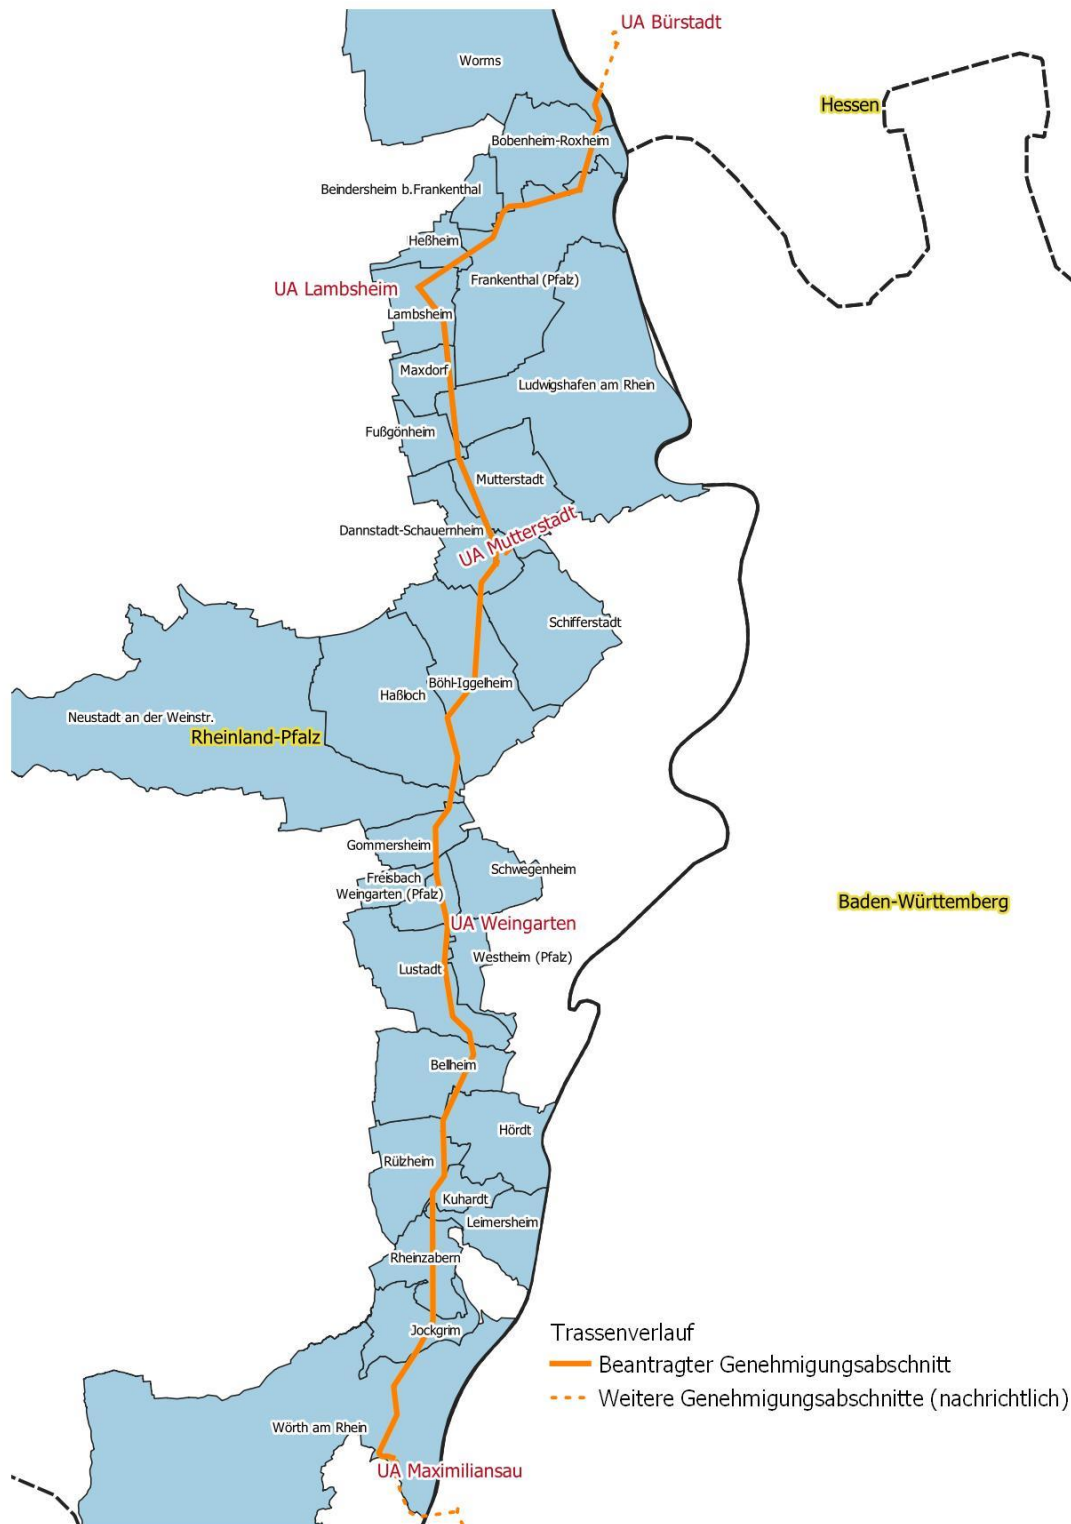 UA Bürstadt
Worms
Hessen
Bobenheim-Roxheim
Beindersheim b.Frankenthal
Heßheim
Frankenthal (Pfalz)
UA Lambsheim
Lambsheim
Maxdorf
Ludwigshafen am Rhein
Fußgönheim
Mutterstadt
Dannstadt-Schauernheim
UA Mutterstadt
Schifferstadt
Böhl-Iggelheim
Haßloch
Neustadt an der Weinstr.
Rheinland-Pfalz
Gommersheim
Schwegenheim
Freisbach
Weingarten (Pfalz)
Baden-Württemberg
UA Weingarten
Westheim (Pfalz)
Lustadt
Bellheim
Hördt
Rülzheim
Kuhardt
Leimersheim
Rheinzabern
Jockgrim
Trassenverlauf
Beantragter Genehmigungsabschnitt
Weitere Genehmigungsabschnitte (nachrichtlich)
Wörth am Rhein
UA Maximiliansau